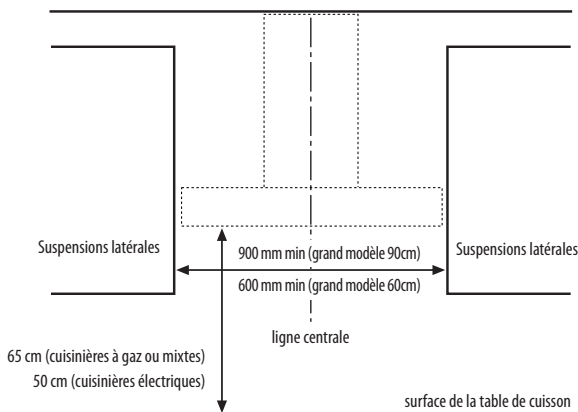 Suspensions latérales
900 mm min (grand modèle 90cm)
Suspensions latérales
600 mm min (grand modèle 60cm)
ligne centrale
65 cm (cuisinières à gaz ou mixtes)
50 cm (cuisinières électriques)
surface de la table de cuisson